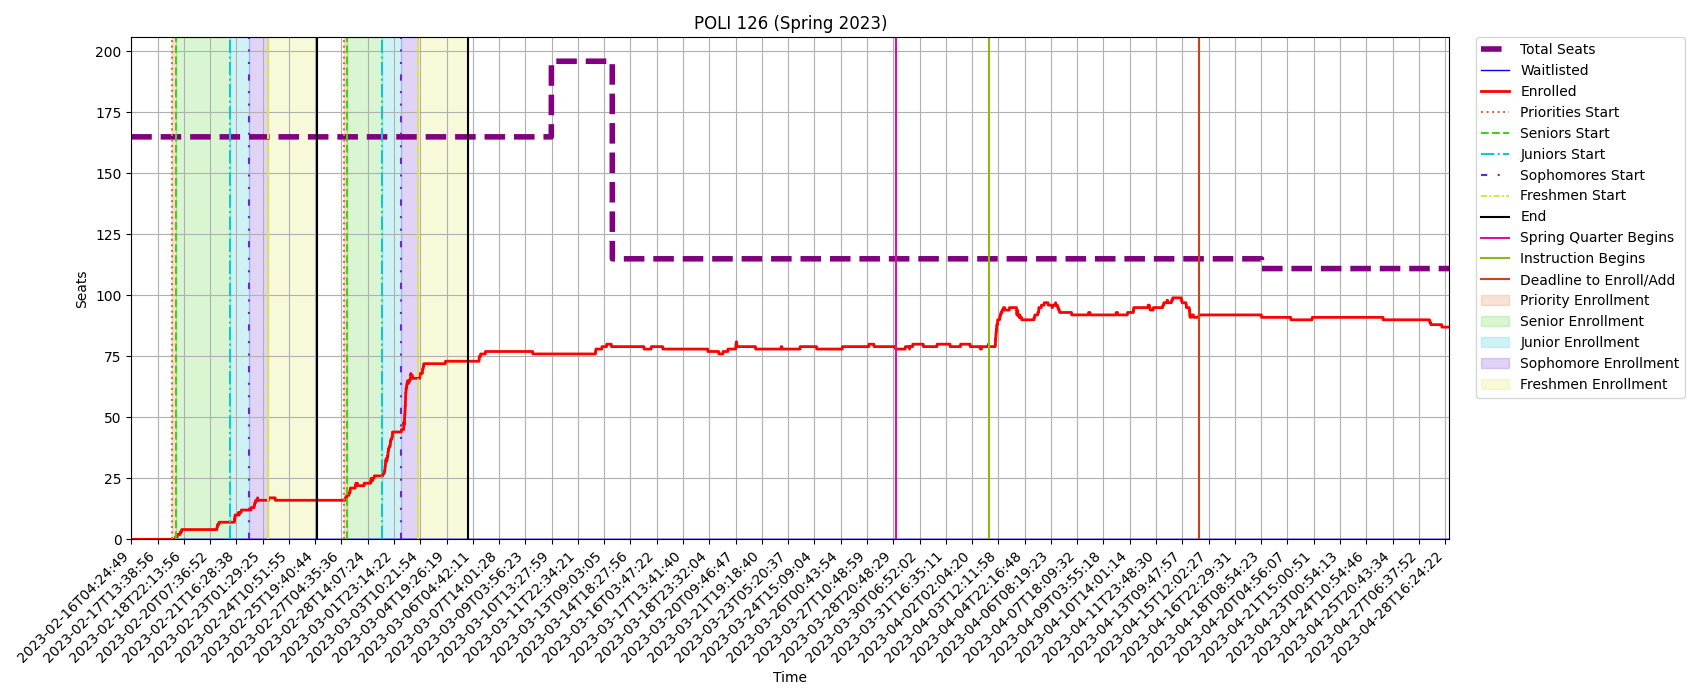 POLI 126 (Spring 2023)
200
175
150
125
100
75
50
25
0
Seats
2023-02-16T04:24:49
2023-02-17T13:38:56
2023-02-18T22:13:56
2023-02-20T07:36:52
2023-02-21T16:28:38
2023-02-23T01:29:25
2023-02-24T10:51:55
2023-02-25T19:40:44
2023-02-27T04:35:36
2023-02-28T14:07:24
2023-03-01T23:14:22
2023-03-03T10:21:54
2023-03-04T19:26:19
2023-03-06T04:42:11
2023-03-07T14:01:28
2023-03-09T03:56:23
2023-03-10T13:27:59
2023-03-11T22:34:21
2023-03-13T09:03:05
2023-03-14T18:27:56
2023-03-16T03:47:22
2023-03-17T13:41:40
2023-03-18T23:32:04
2023-03-20T09:46:47
2023-03-21T19:18:40
2023-03-23T05:20:37
2023-03-24T15:09:04
2023-03-26T00:43:54
2023-03-27T10:48:59
2023-03-28T20:48:29
2023-03-30T06:52:02
2023-03-31T16:35:11
2023-04-02T02:04:20
2023-04-03T12:11:58
2023-04-04T22:16:48
2023-04-06T08:19:23
2023-04-07T18:09:32
2023-04-09T03:55:18
2023-04-10T14:01:14
2023-04-11T23:48:30
2023-04-13T09:47:57
2023-04-15T12:02:27
2023-04-16T22:29:31
2023-04-18T08:54:23
2023-04-20T04:56:07
2023-04-21T15:00:51
2023-04-23T00:54:13
2023-04-24T10:54:46
2023-04-25T20:43:34
2023-04-27T06:37:52
2023-04-28T16:24:22
Time
Total Seats
Waitlisted
Enrolled
Priorities Start
Seniors Start
Juniors Start
Sophomores Start
Freshmen Start
End
Spring Quarter Begins
Instruction Begins
Deadline to Enroll/Add
Priority Enrollment
Senior Enrollment
Junior Enrollment
Sophomore Enrollment
Freshmen Enrollment